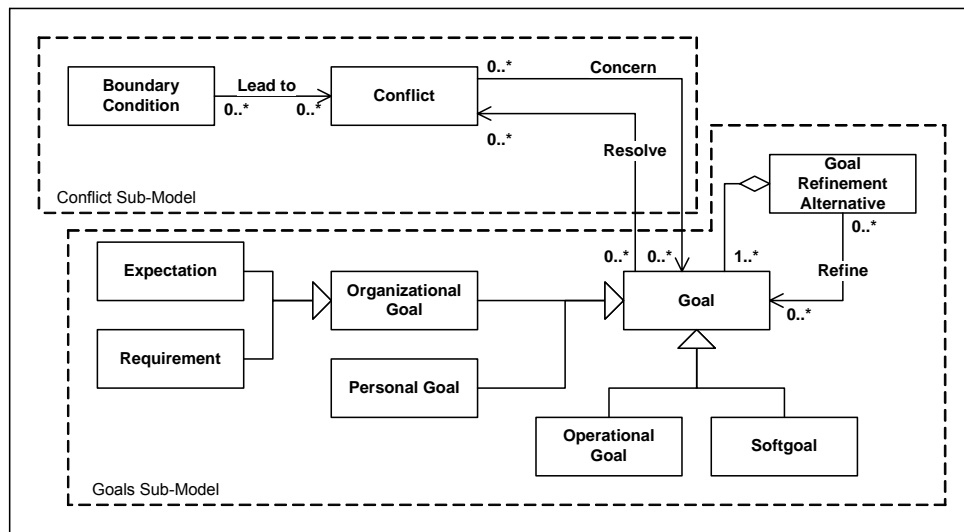 Boundary
Condition
Lead to
0..*
0..*
Conflict
0..*
Concern
0..*
Resolve
Conflict Sub-Model
Goal
Refinement
Alternative
0..*
Refine
0..*
0..*
0..*
1..*
Expectation
Requirement
Organizational
Goal
Personal Goal
Goal
Operational
Goal
Softgoal
Goals Sub-Model